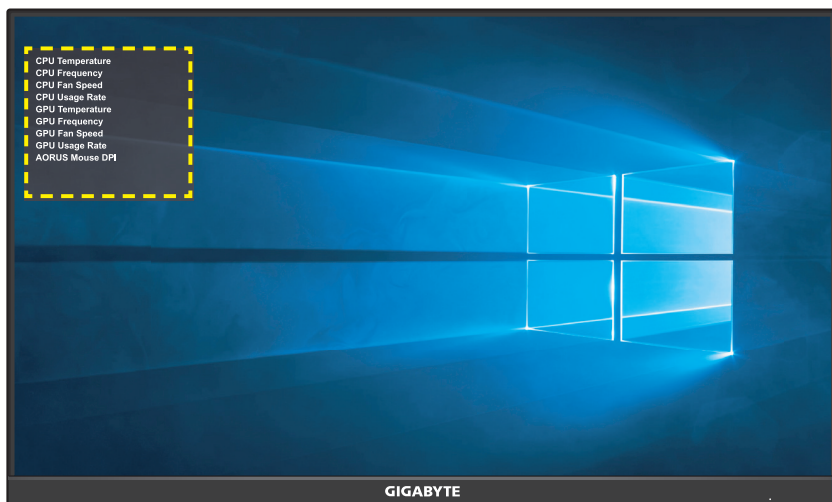 CPU Temperature
CPU Frequency
CPU Fan Speed
CPU Usage Rate
GPU Temperature
GPU Frequency
GPU Fan Speed
GPU Usage Rate
AORUS Mouse DPI
GIGABYTE